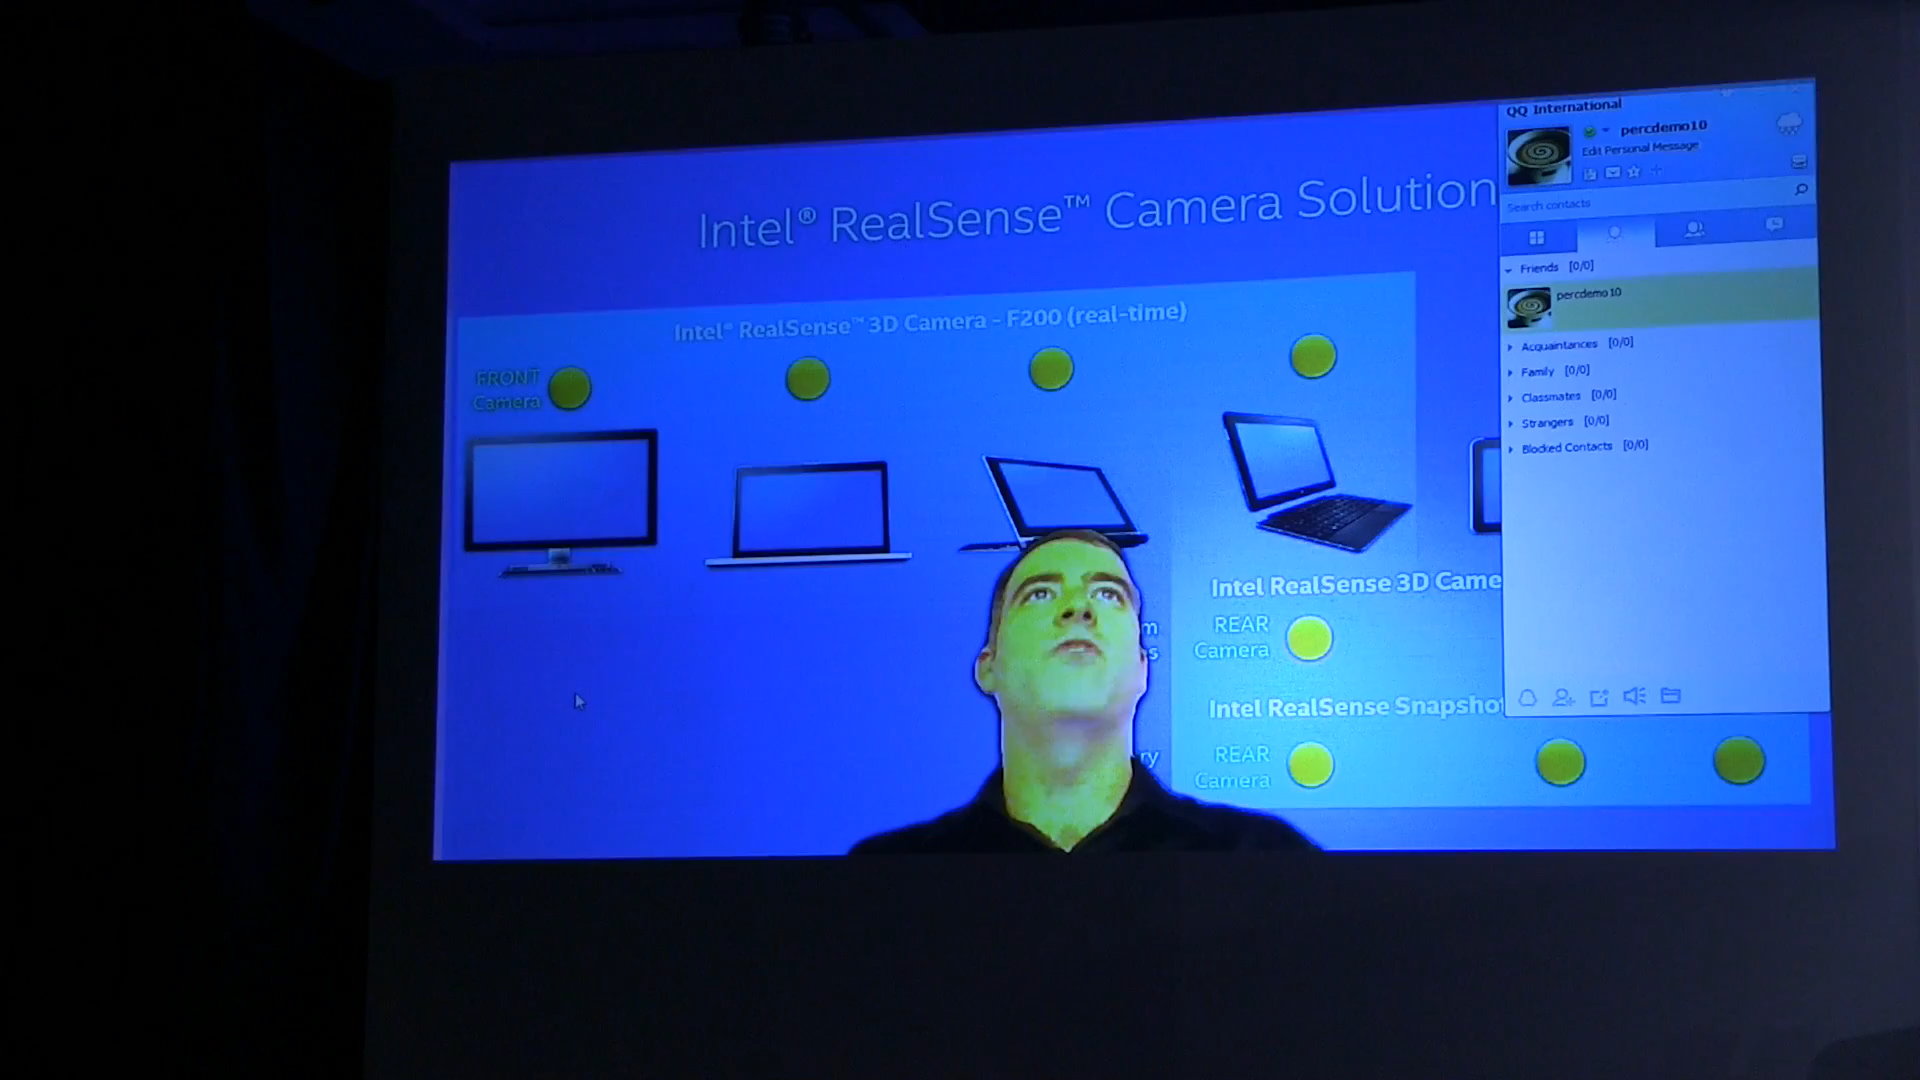 Intel® RealSense™ Camera Solution
Intel® RealSense™ 3D Camera - F200 (real-time)
FRONT
Camera
Intel RealSense 3D Came
REAR
Camera
Intel RealSense Snapshot
REAR
Camera
m
s
ry
QQ International
percdemo10
Edit Personal Message
Search contacts
Friends [0/0]
percdemo10
Acquaintances [0/0]
Family [0/0]
Classmates [0/0]
Strangers [0/0]
Blocked Contacts [0/0]